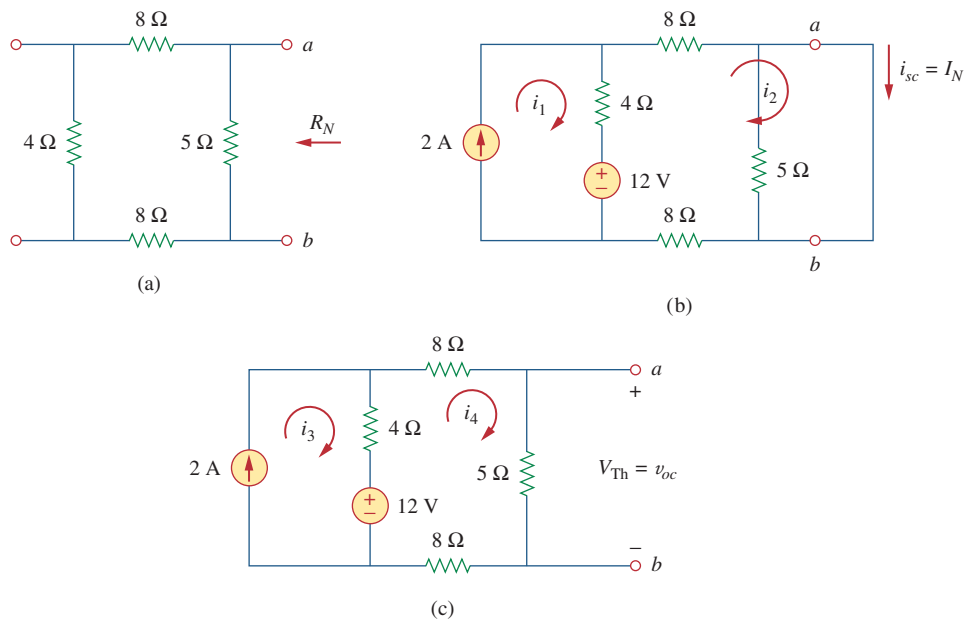 8 Ω
a
4 Ω
5 Ω
R_N
8 Ω
b
(a)
8 Ω
a
i_sc = I_N
i_1
4 Ω
i_2
2 A
12 V
5 Ω
+
−
8 Ω
b
(b)
8 Ω
a
+
i_3
4 Ω
i_4
2 A
5 Ω
V_Th = v_oc
+
−
12 V
8 Ω
−
b
(c)